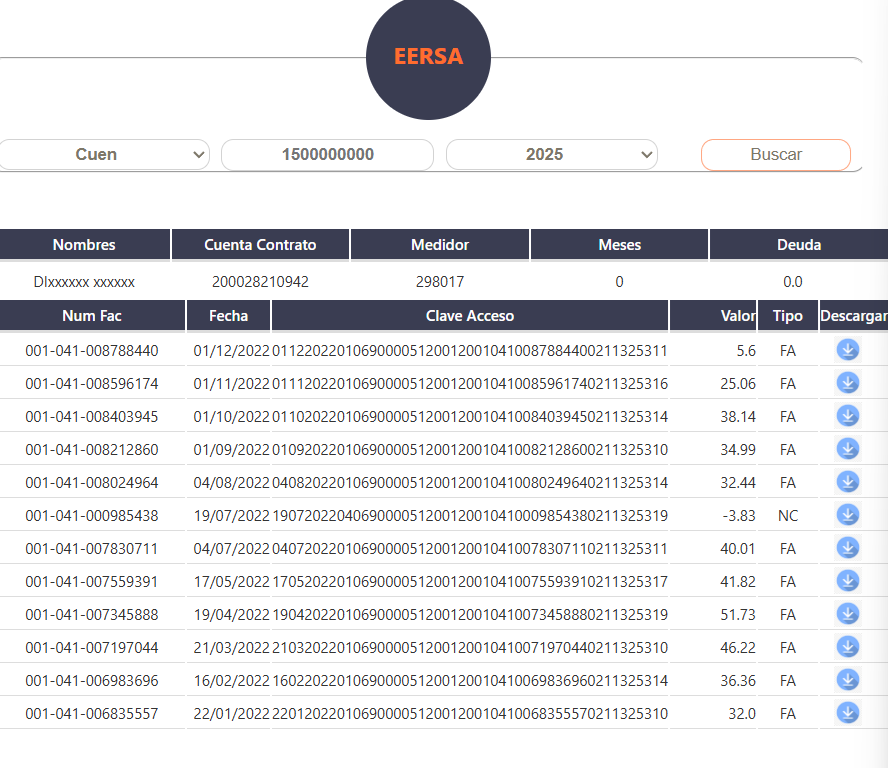 EERSA
Cuen 1500000000 2025 Buscar
Nombres Cuenta Contrato Medidor Meses Deuda
DIxxxxxx xxxxxx 200028210942 298017 0 0.0
Num Fac Fecha Clave Acceso Valor Tipo Descargar
001-041-008788440 01/12/2022 0112202201069000051200120010410087884400211325311 5.6 FA
001-041-008596174 01/11/2022 0111202201069000051200120010410085961740211325316 25.06 FA
001-041-008403945 01/10/2022 0110202201069000051200120010410084039450211325314 38.14 FA
001-041-008212860 01/09/2022 0109202201069000051200120010410082128600211325310 34.99 FA
001-041-008024964 04/08/2022 0408202201069000051200120010410080249640211325314 32.44 FA
001-041-000985438 19/07/2022 1907202204069000051200120010410009854380211325319 -3.83 NC
001-041-007830711 04/07/2022 0407202201069000051200120010410078307110211325311 40.01 FA
001-041-007559391 17/05/2022 1705202201069000051200120010410075593910211325317 41.82 FA
001-041-007345888 19/04/2022 1904202201069000051200120010410073458880211325319 51.73 FA
001-041-007197044 21/03/2022 2103202201069000051200120010410071970440211325310 46.22 FA
001-041-006983696 16/02/2022 1602202201069000051200120010410069836960211325314 36.36 FA
001-041-006835557 22/01/2022 2201202201069000051200120010410068355570211325310 32.0 FA